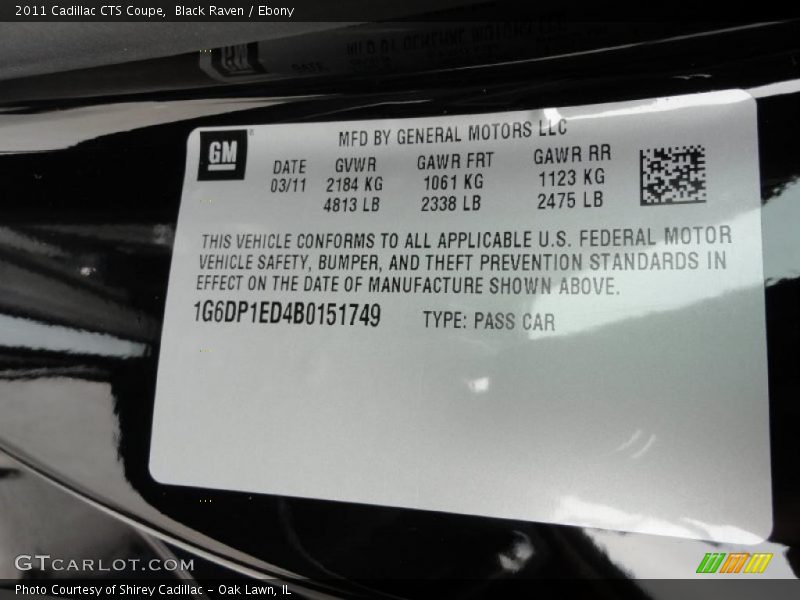 2011 Cadillac CTS Coupe, Black Raven / Ebony
GM
MFD BY GENERAL MOTORS LLC
DATE GVWR GAWR FRT GAWR RR
03/11 2184 KG 1061 KG 1123 KG
4813 LB 2338 LB 2475 LB
THIS VEHICLE CONFORMS TO ALL APPLICABLE U.S. FEDERAL MOTOR
VEHICLE SAFETY, BUMPER, AND THEFT PREVENTION STANDARDS IN
EFFECT ON THE DATE OF MANUFACTURE SHOWN ABOVE.
1G6DP1ED4B0151749 TYPE: PASS CAR
GTCARLOT.COM
Photo Courtesy of Shirey Cadillac - Oak Lawn, IL